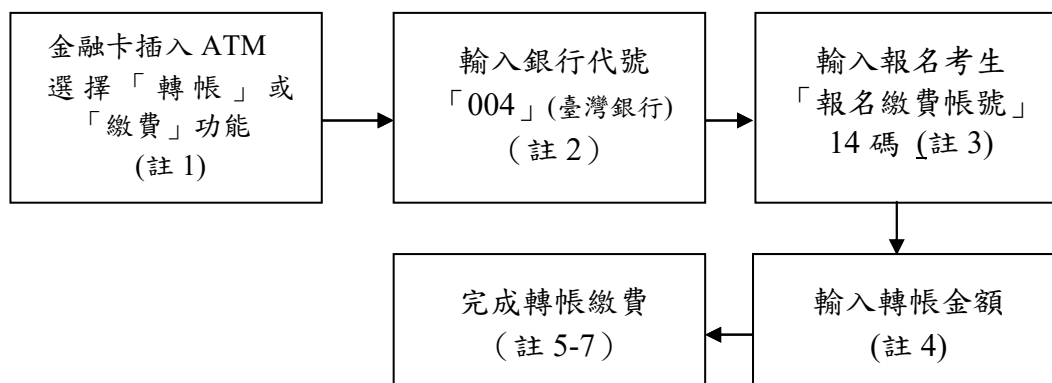 金融卡插入 ATM
選擇「轉帳」或
「繳費」功能
(註 1)
輸入銀行代號
「004」(臺灣銀行)
（註 2）
輸入報名考生
「報名繳費帳號」
14 碼 (註 3)
輸入轉帳金額
(註 4)
完成轉帳繳費
（註 5-7）